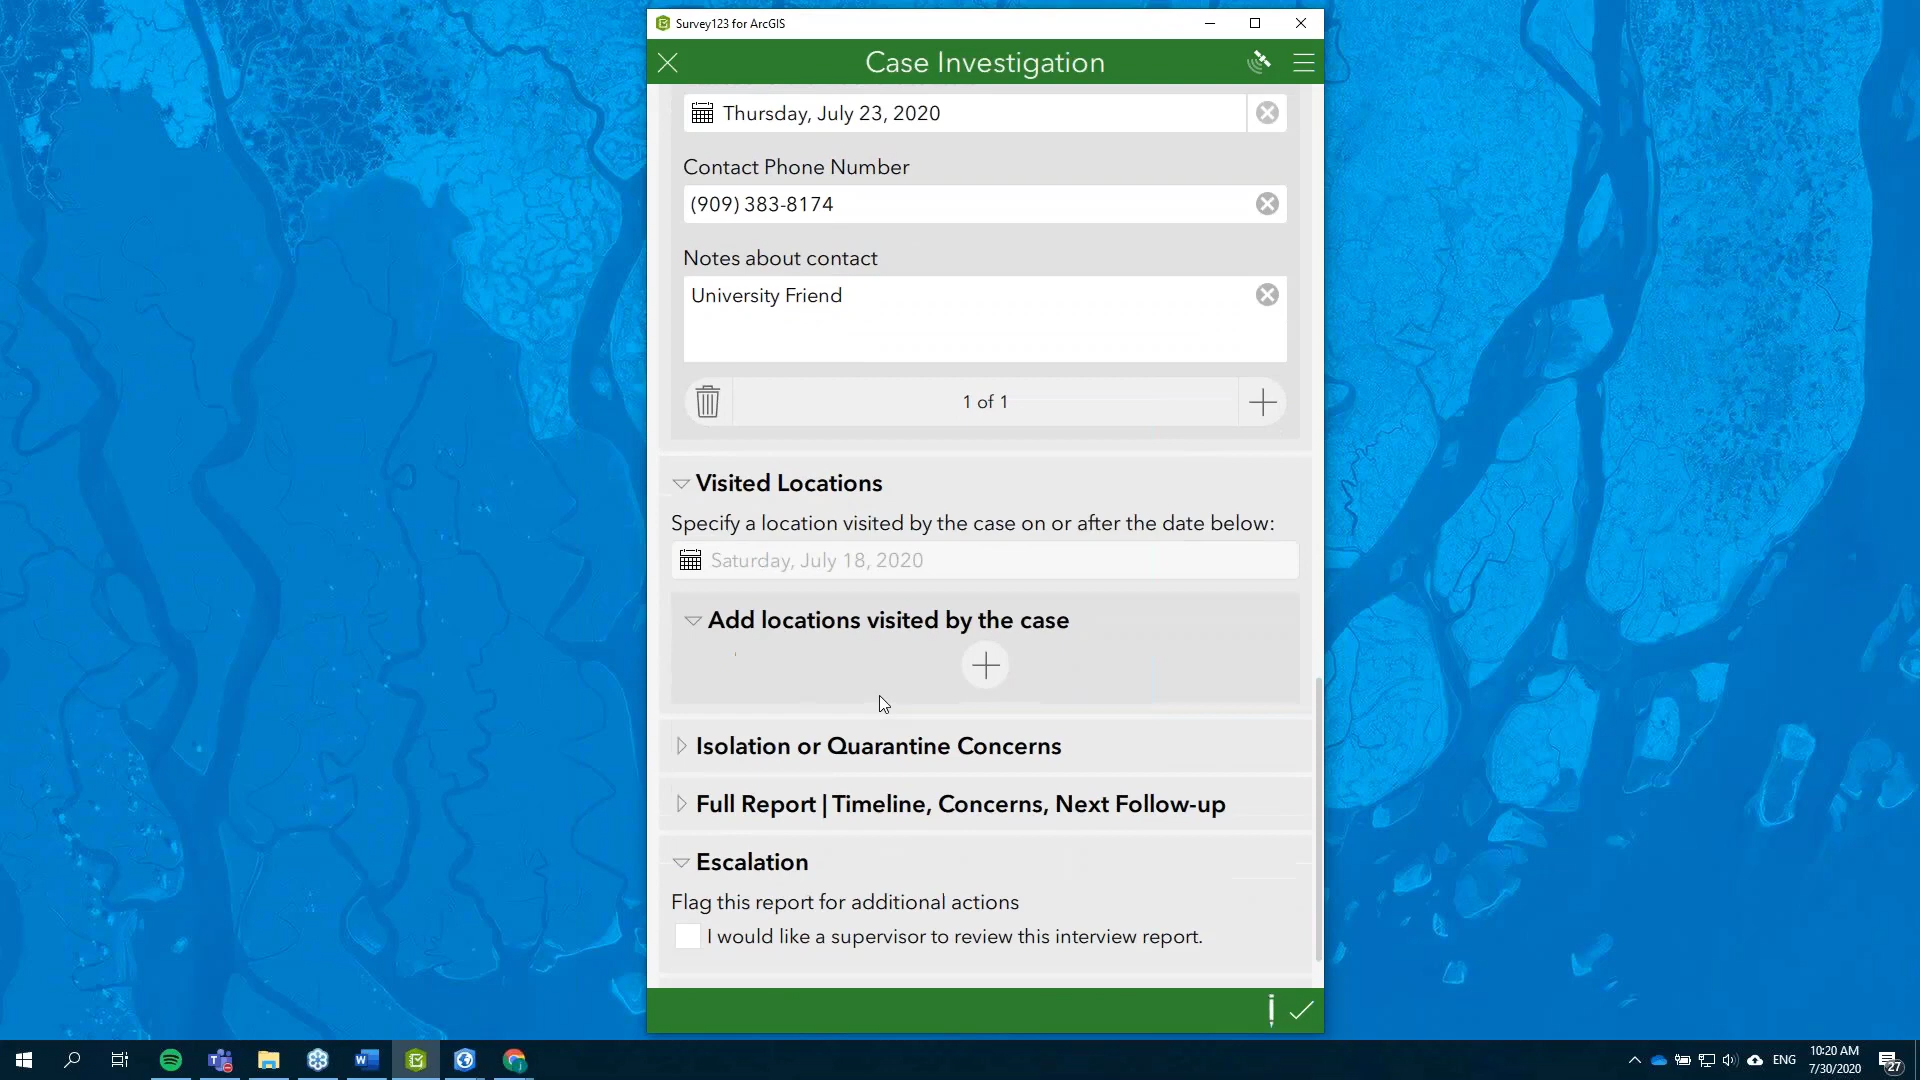 Survey123 for ArcGIS
Case Investigation
Thursday, July 23, 2020
Contact Phone Number
(909) 383-8174
Notes about contact
University Friend
1 of 1
Visited Locations
Specify a location visited by the case on or after the date below:
Saturday, July 18, 2020
Add locations visited by the case
Isolation or Quarantine Concerns
Full Report | Timeline, Concerns, Next Follow-up
Escalation
Flag this report for additional actions
I would like a supervisor to review this interview report.
ENG
10:20 AM
7/30/2020
27